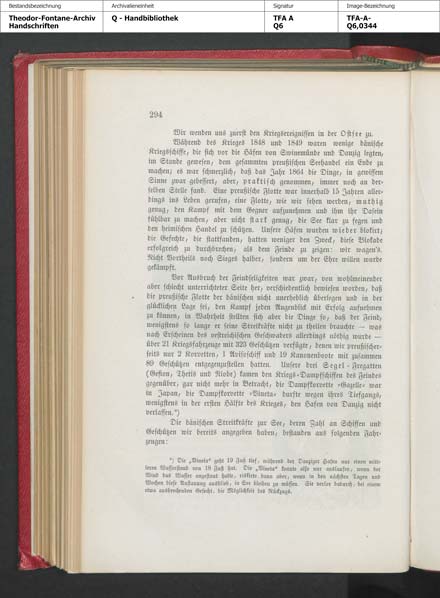 Bestandsbezeichnung
Archivalieneinheit
Signatur
Image-Bezeichnung
Theodor-Fontane-Archiv
Handschriften
Q - Handbibliothek
TFA A
Q6
TFA-A-
Q6,0344
294
Wir wenden uns zuerst den Kriegsereignissen in der Ostsee zu.
Während des Krieges 1848 und 1849 waren wenige dänische
Kriegsschiffe, die sich vor die Häfen von Swinemünde und Danzig legten,
im Stande gewesen, dem gesammten preußischen Seehandel ein Ende zu
machen; es war schmerzlich, daß das Jahr 1864 die Dinge, in gewissem
Sinne zwar gebessert, aber, praktisch genommen, immer noch an der-
selben Stelle fand. Eine preußische Flotte war innerhalb 15 Jahren aller-
dings ins Leben gerufen, eine Flotte, wie wir sehen werden, muthig
genug, den Kampf mit dem Gegner aufzunehmen und ihm ihr Dasein
fühlbar zu machen, aber nicht stark genug, die See klar zu fegen und
den heimischen Handel zu schützen. Unsere Häfen wurden wieder blokirt;
die Gefechte, die stattfanden, hatten weniger den Zweck, diese Blokade
erfolgreich zu durchbrechen, als dem Feinde zu zeigen: wir wagen's.
Nicht Vortheils noch Sieges halber, sondern um der Ehre willen wurde
gekämpft.
Vor Ausbruch der Feindseligkeiten war zwar, von wohlmeinender
aber schlecht unterrichteter Seite her, verschiedentlich bewiesen worden, daß
die preußische Flotte der dänischen nicht unerheblich überlegen und in der
glücklichen Lage sei, den Kampf jeden Augenblick mit Erfolg aufnehmen
zu können, in Wahrheit stellten sich aber die Dinge so, daß der Feind,
wenigstens so lange er seine Streitkräfte nicht zu theilen brauchte — was
nach Erscheinen des oestreichischen Geschwaders allerdings nöthig wurde —
über 21 Kriegsfahrzeuge mit 323 Geschützen verfügte, denen wir preußischer-
seits nur 2 Korvetten, 1 Avisoschiff und 19 Kanonenboote mit zusammen
89 Geschützen entgegenzustellen hatten. Unsere drei Segel-Fregatten
(Gefion, Thetis und Niobe) kamen den Kriegs-Dampfschiffen des Feindes
gegenüber, gar nicht mehr in Betracht, die Dampfkorvette »Gazelle« war
in Japan, die Dampfkorvette »Vineta« durfte wegen ihres Tiefgangs,
wenigstens in der ersten Hälfte des Krieges, den Hafen von Danzig nicht
verlassen.*)
Die dänischen Streitkräfte zur See, deren Zahl an Schiffen und
Geschützen wir bereits angegeben haben, bestanden aus folgenden Fahr-
zeugen:
*) Die „Vineta“ geht 19 Fuß tief, während der Danziger Hafen nur einen mitt-
leren Wasserstand von 18 Fuß hat. Die „Vineta“ konnte also nur auslaufen, wenn der
Wind das Wasser angestaut hatte, riskirte dann aber, wenn in den nächsten Tagen und
Wochen diese Anstauung ausblieb, in See bleiben zu müssen. Sie verlor dadurch, bei einem
etwa ausbrechenden Gefecht, die Möglichkeit des Rückzugs.